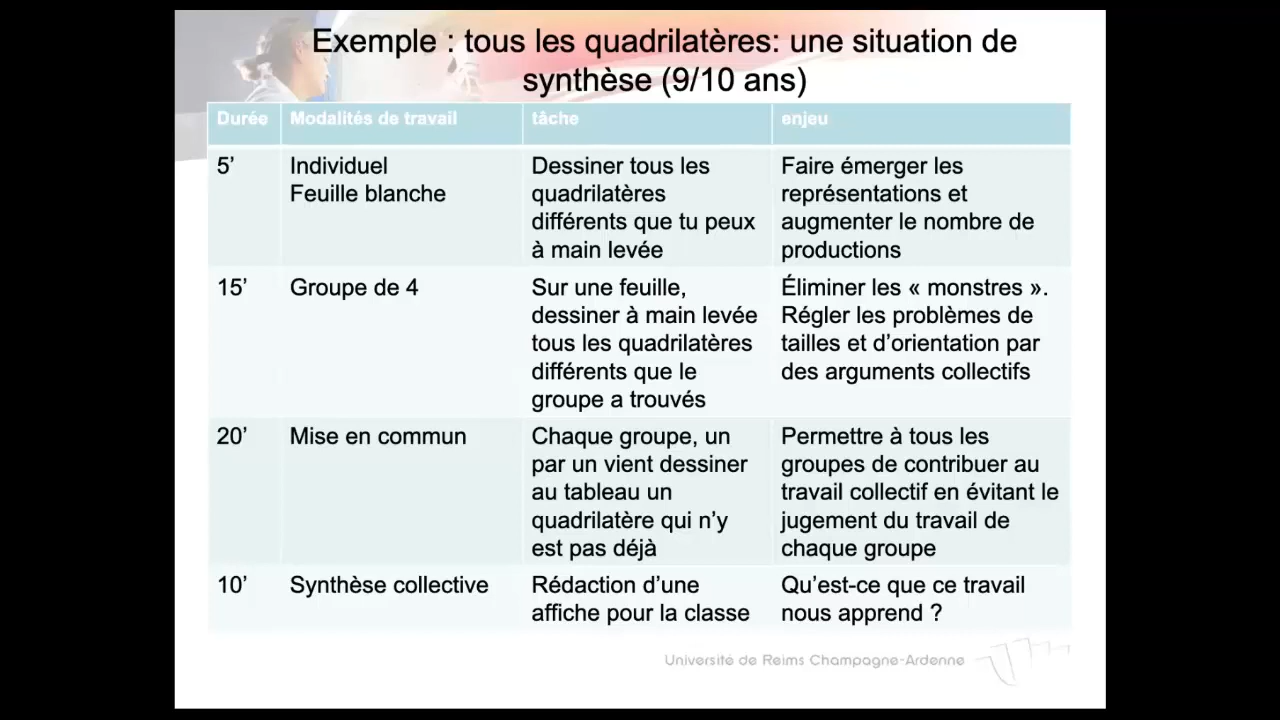 Exemple : tous les quadrilatères: une situation de
synthèse (9/10 ans)
Durée
Modalités de travail
tâche
enjeu
5’
Individuel
Feuille blanche
Dessiner tous les
quadrilatères
différents que tu peux
à main levée
Faire émerger les
représentations et
augmenter le nombre de
productions
15’
Groupe de 4
Sur une feuille,
dessiner à main levée
tous les quadrilatères
différents que le
groupe a trouvés
Éliminer les « monstres ».
Régler les problèmes de
tailles et d’orientation par
des arguments collectifs
20’
Mise en commun
Chaque groupe, un
par un vient dessiner
au tableau un
quadrilatère qui n’y
est pas déjà
Permettre à tous les
groupes de contribuer au
travail collectif en évitant le
jugement du travail de
chaque groupe
10’
Synthèse collective
Rédaction d’une
affiche pour la classe
Qu’est-ce que ce travail
nous apprend ?
Université de Reims Champagne-Ardenne